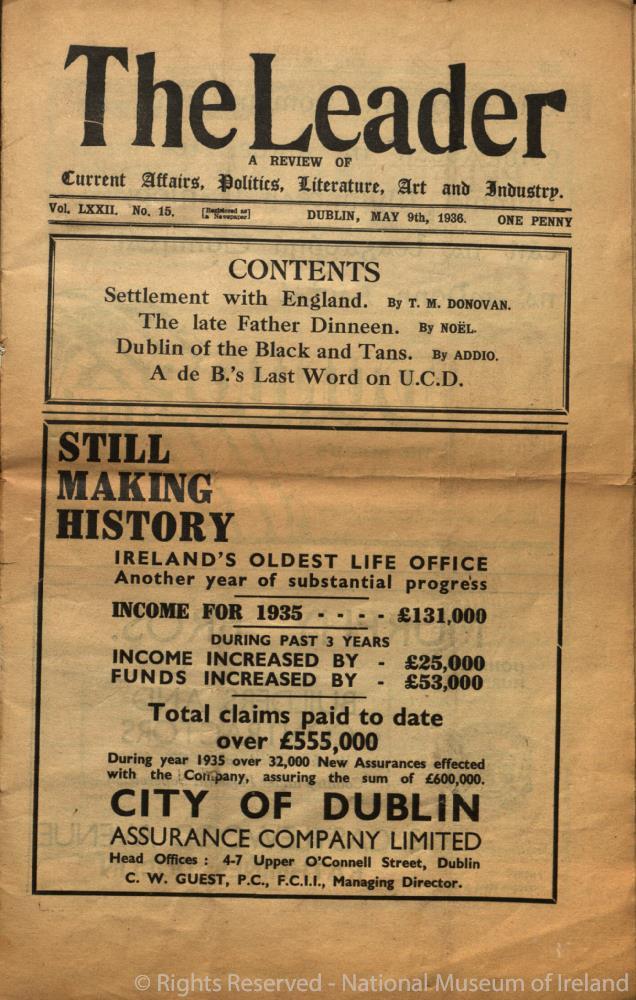 The Leader
A REVIEW OF
Current Affairs, Politics, Literature, Art and Industry.
Vol. LXXII. No. 15. [Registered as a Newspaper] DUBLIN, MAY 9th, 1936. ONE PENNY
CONTENTS
Settlement with England. By T. M. DONOVAN.
The late Father Dinneen. By NOËL.
Dublin of the Black and Tans. By ADDIO.
A de B.'s Last Word on U.C.D.
STILL
MAKING
HISTORY
IRELAND'S OLDEST LIFE OFFICE
Another year of substantial progress
INCOME FOR 1935 - - - - £131,000
DURING PAST 3 YEARS
INCOME INCREASED BY - £25,000
FUNDS INCREASED BY - £53,000
Total claims paid to date
over £555,000
During year 1935 over 32,000 New Assurances effected
with the Company, assuring the sum of £600,000.
CITY OF DUBLIN
ASSURANCE COMPANY LIMITED
Head Offices : 4-7 Upper O'Connell Street, Dublin
C. W. GUEST, P.C., F.C.I.I., Managing Director.
© Rights Reserved - National Museum of Ireland